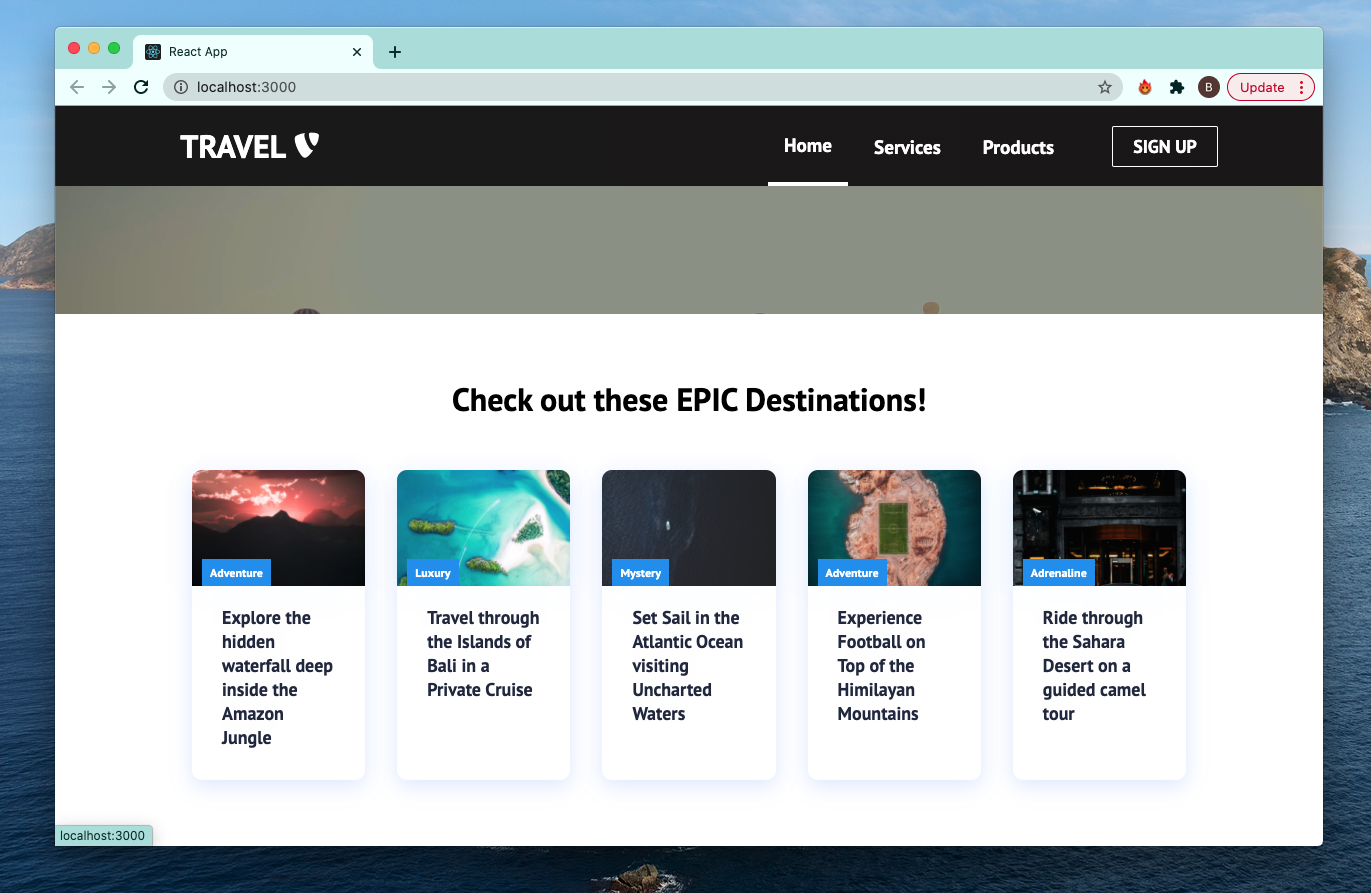 React App
localhost:3000
B
Update
TRAVEL
Home
Services
Products
SIGN UP
Check out these EPIC Destinations!
Adventure
Explore the
hidden
waterfall deep
inside the
Amazon
Jungle
Luxury
Travel through
the Islands of
Bali in a
Private Cruise
Mystery
Set Sail in the
Atlantic Ocean
visiting
Uncharted
Waters
Adventure
Experience
Football on
Top of the
Himilayan
Mountains
Adrenaline
Ride through
the Sahara
Desert on a
guided camel
tour
localhost:3000